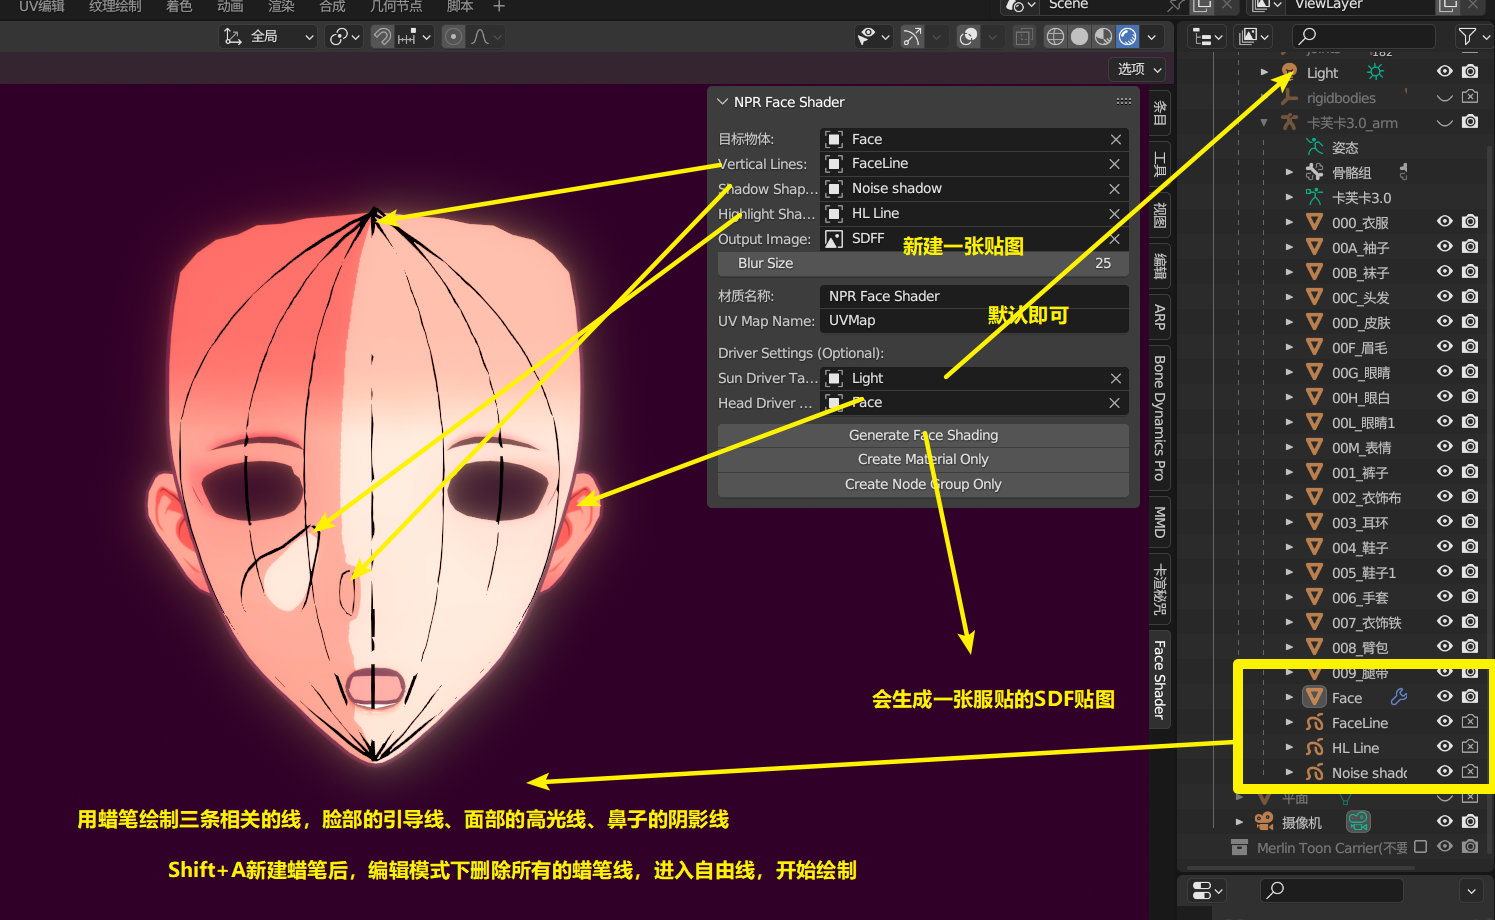 UV编辑 纹理绘制 着色 动画 渲染 合成 几何节点 脚本 +
Scene
ViewLayer
全局
选项
NPR Face Shader
目标物体: Face
Vertical Lines: FaceLine
Shadow Shap... Noise shadow
Highlight Sha... HL Line
Output Image: SDFF
新建一张贴图
Blur Size 25
材质名称: NPR Face Shader
UV Map Name: UVMap
默认即可
Driver Settings (Optional):
Sun Driver Ta... Light
Head Driver ... Face
Generate Face Shading
Create Material Only
Create Node Group Only
会生成一张服贴的SDF贴图
用蜡笔绘制三条相关的线，脸部的引导线、面部的高光线、鼻子的阴影线
Shift+A新建蜡笔后，编辑模式下删除所有的蜡笔线，进入自由线，开始绘制
条目
工具
视图
编辑
ARP
Bone Dynamics Pro
MMD
卡渲秘咒
Face Shader
182
Light
rigidbodies
卡芙卡3.0_arm
姿态
骨骼组
卡芙卡3.0
000_衣服
00A_袖子
00B_袜子
00C_头发
00D_皮肤
00F_眉毛
00G_眼睛
00H_眼白
00L_眼睛1
00M_表情
001_裤子
002_衣饰布
003_耳环
004_鞋子
005_鞋子1
006_手套
007_衣饰铁
008_臂包
009_腿带
Face
FaceLine
HL Line
Noise shado
平面
摄像机
Merlin Toon Carrier(不要